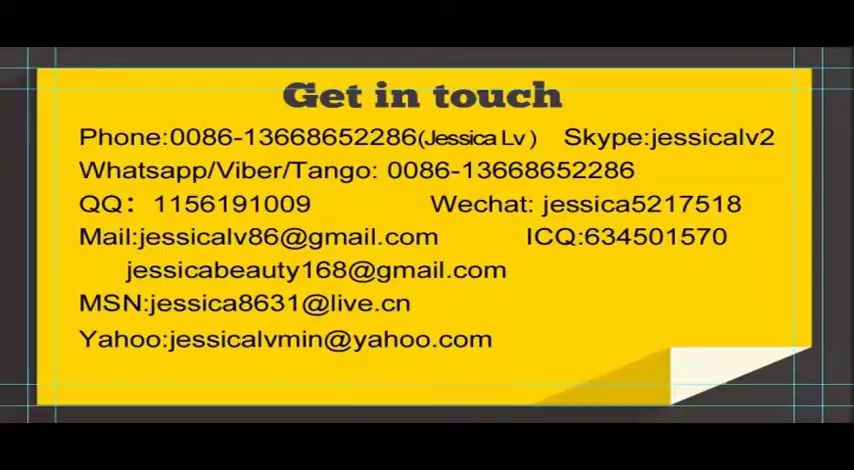 Get in touch
Phone:0086-13668652286(Jessica Lv ) Skype:jessicalv2
Whatsapp/Viber/Tango: 0086-13668652286
QQ：1156191009 Wechat: jessica5217518
Mail:jessicalv86@gmail.com ICQ:634501570
jessicabeauty168@gmail.com
MSN:jessica8631@live.cn
Yahoo:jessicalvmin@yahoo.com